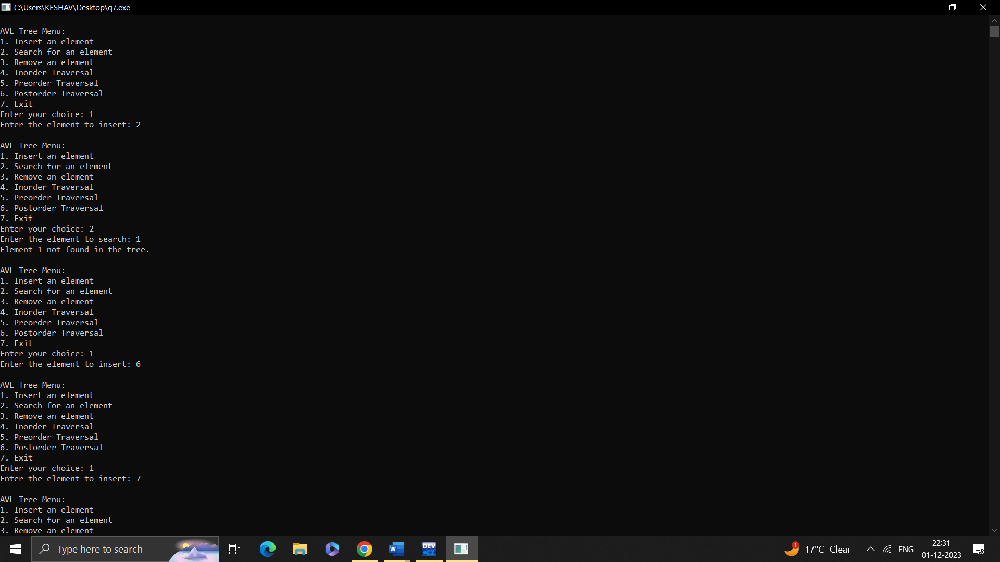 C:\Users\KESHAV\Desktop\q7.exe
AVL Tree Menu:
1. Insert an element
2. Search for an element
3. Remove an element
4. Inorder Traversal
5. Preorder Traversal
6. Postorder Traversal
7. Exit
Enter your choice: 1
Enter the element to insert: 2
AVL Tree Menu:
1. Insert an element
2. Search for an element
3. Remove an element
4. Inorder Traversal
5. Preorder Traversal
6. Postorder Traversal
7. Exit
Enter your choice: 2
Enter the element to search: 1
Element 1 not found in the tree.
AVL Tree Menu:
1. Insert an element
2. Search for an element
3. Remove an element
4. Inorder Traversal
5. Preorder Traversal
6. Postorder Traversal
7. Exit
Enter your choice: 1
Enter the element to insert: 6
AVL Tree Menu:
1. Insert an element
2. Search for an element
3. Remove an element
4. Inorder Traversal
5. Preorder Traversal
6. Postorder Traversal
7. Exit
Enter your choice: 1
Enter the element to insert: 7
AVL Tree Menu:
1. Insert an element
2. Search for an element
3. Remove an element
Type here to search
W
DEV
C++
1
17°C Clear
ENG
22:31
01-12-2023